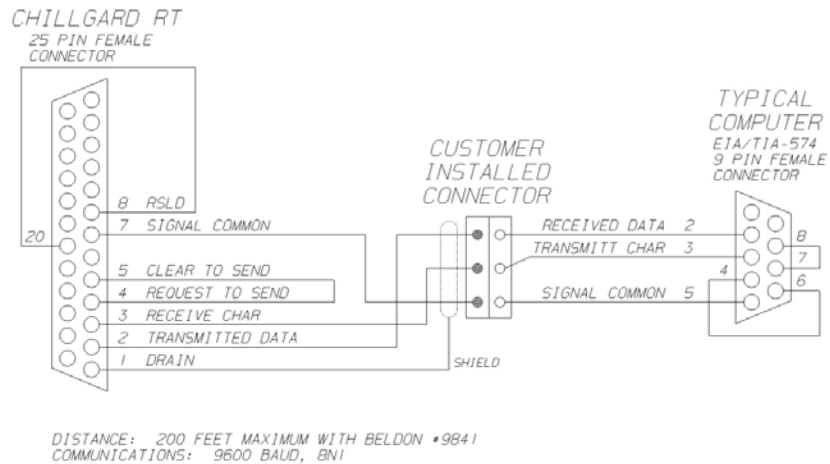 CHILLGARD RT
25 PIN FEMALE
CONNECTOR
TYPICAL
COMPUTER
EIA/TIA-574
9 PIN FEMALE
CONNECTOR
CUSTOMER
INSTALLED
CONNECTOR
8 RSLD
7 SIGNAL COMMON
20
5 CLEAR TO SEND
4 REQUEST TO SEND
3 RECEIVE CHAR
2 TRANSMITTED DATA
1 DRAIN
SHIELD
RECEIVED DATA 2
TRANSMITT CHAR 3
SIGNAL COMMON 5
4
8
7
6
DISTANCE: 200 FEET MAXIMUM WITH BELDON #9841
COMMUNICATIONS: 9600 BAUD, 8N1